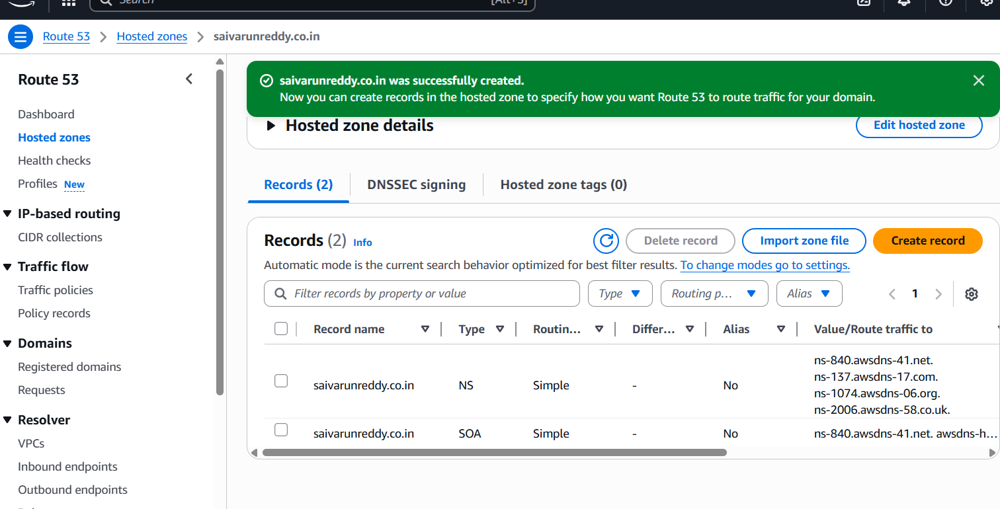 Search [Alt+S]
Route 53 Hosted zones saivarunreddy.co.in
Route 53
Dashboard
Hosted zones
Health checks
Profiles New
IP-based routing
CIDR collections
Traffic flow
Traffic policies
Policy records
Domains
Registered domains
Requests
Resolver
VPCs
Inbound endpoints
Outbound endpoints
saivarunreddy.co.in was successfully created.
Now you can create records in the hosted zone to specify how you want Route 53 to route traffic for your domain.
Hosted zone details Edit hosted zone
Records (2) DNSSEC signing Hosted zone tags (0)
Records (2) Info Delete record Import zone file Create record
Automatic mode is the current search behavior optimized for best filter results. To change modes go to settings.
Filter records by property or value Type Routing p... Alias 1
Record name Type Routin... Differ... Alias Value/Route traffic to
ns-840.awsdns-41.net.
ns-137.awsdns-17.com.
saivarunreddy.co.in NS Simple - No
ns-1074.awsdns-06.org.
ns-2006.awsdns-58.co.uk.
saivarunreddy.co.in SOA Simple - No ns-840.awsdns-41.net. awsdns-h...